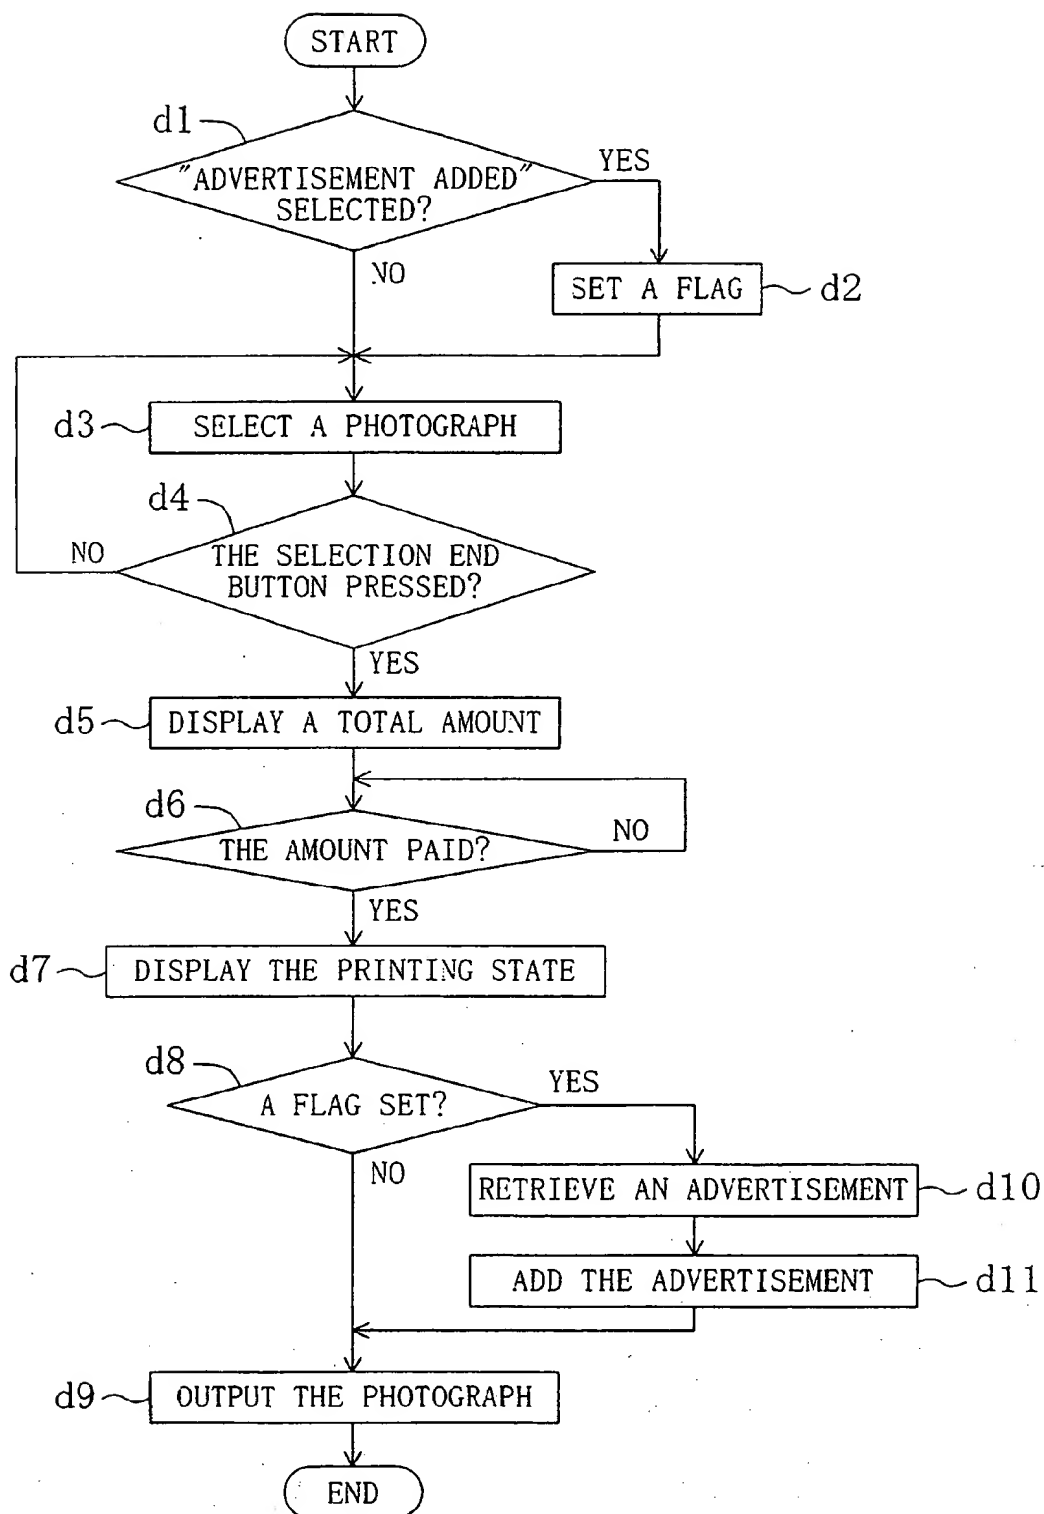 START
d1
"ADVERTISEMENT ADDED"
SELECTED?
YES
NO
SET A FLAG
d2
d3
SELECT A PHOTOGRAPH
d4
THE SELECTION END
BUTTON PRESSED?
NO
YES
d5
DISPLAY A TOTAL AMOUNT
d6
THE AMOUNT PAID?
NO
YES
d7
DISPLAY THE PRINTING STATE
d8
A FLAG SET?
YES
NO
RETRIEVE AN ADVERTISEMENT
d10
ADD THE ADVERTISEMENT
d11
d9
OUTPUT THE PHOTOGRAPH
END